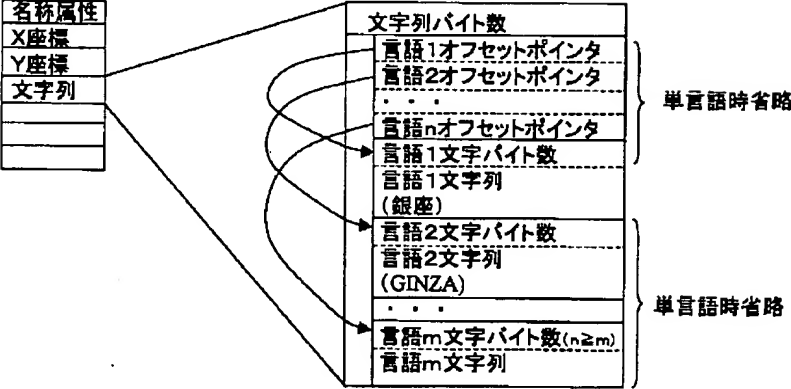 名称属性
X座標
Y座標
文字列
文字列バイト数
言語1オフセットポインタ
言語2オフセットポインタ
・・・
言語nオフセットポインタ
言語1文字バイト数
言語1文字列
(銀座)
言語2文字バイト数
言語2文字列
(GINZA)
・・・
言語m文字バイト数(n≧m)
言語m文字列
単言語時省略
単言語時省略